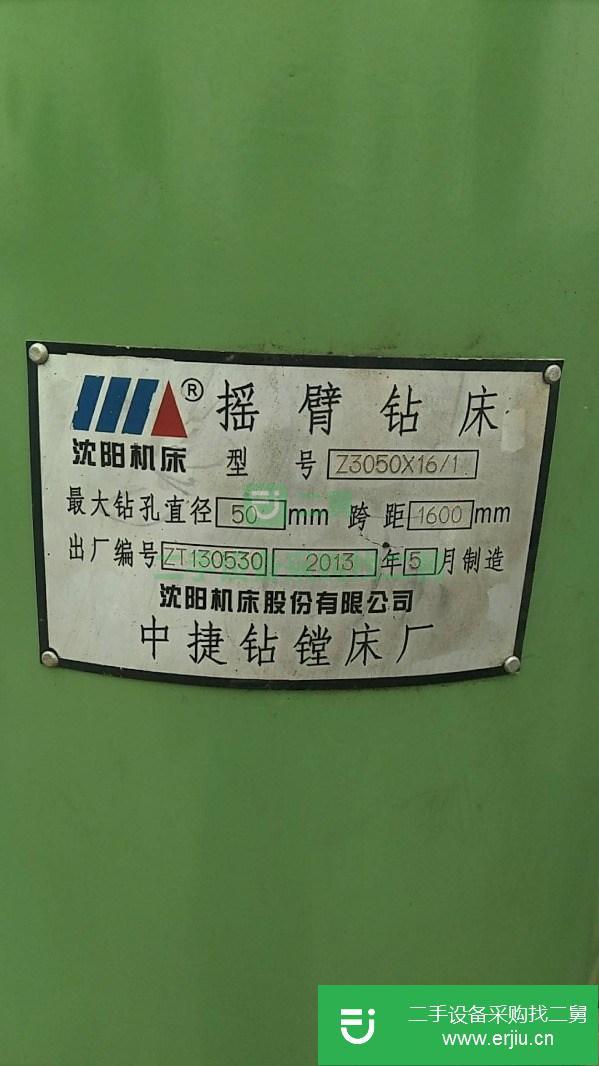 ® 摇臂钻床
沈阳机床 型号 Z3050X16/1
最大钻孔直径 50 mm 跨距 1600 mm
出厂编号 ZT130530 2013 年 5 月制造
沈阳机床股份有限公司
中捷钻镗床厂
二舅
二手设备采购找二舅
www.erjiu.cn